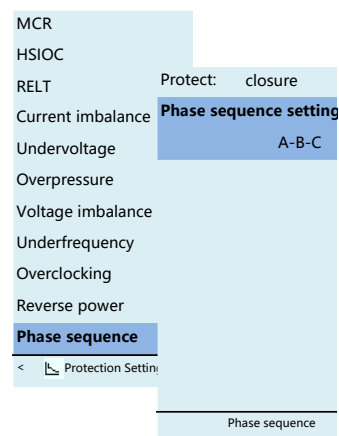 MCR
HSIOC
RELT
Current imbalance
Undervoltage
Overpressure
Voltage imbalance
Underfrequency
Overclocking
Reverse power
Phase sequence
< Protection Settin
Protect: closure
Phase sequence setting
A-B-C
Phase sequence